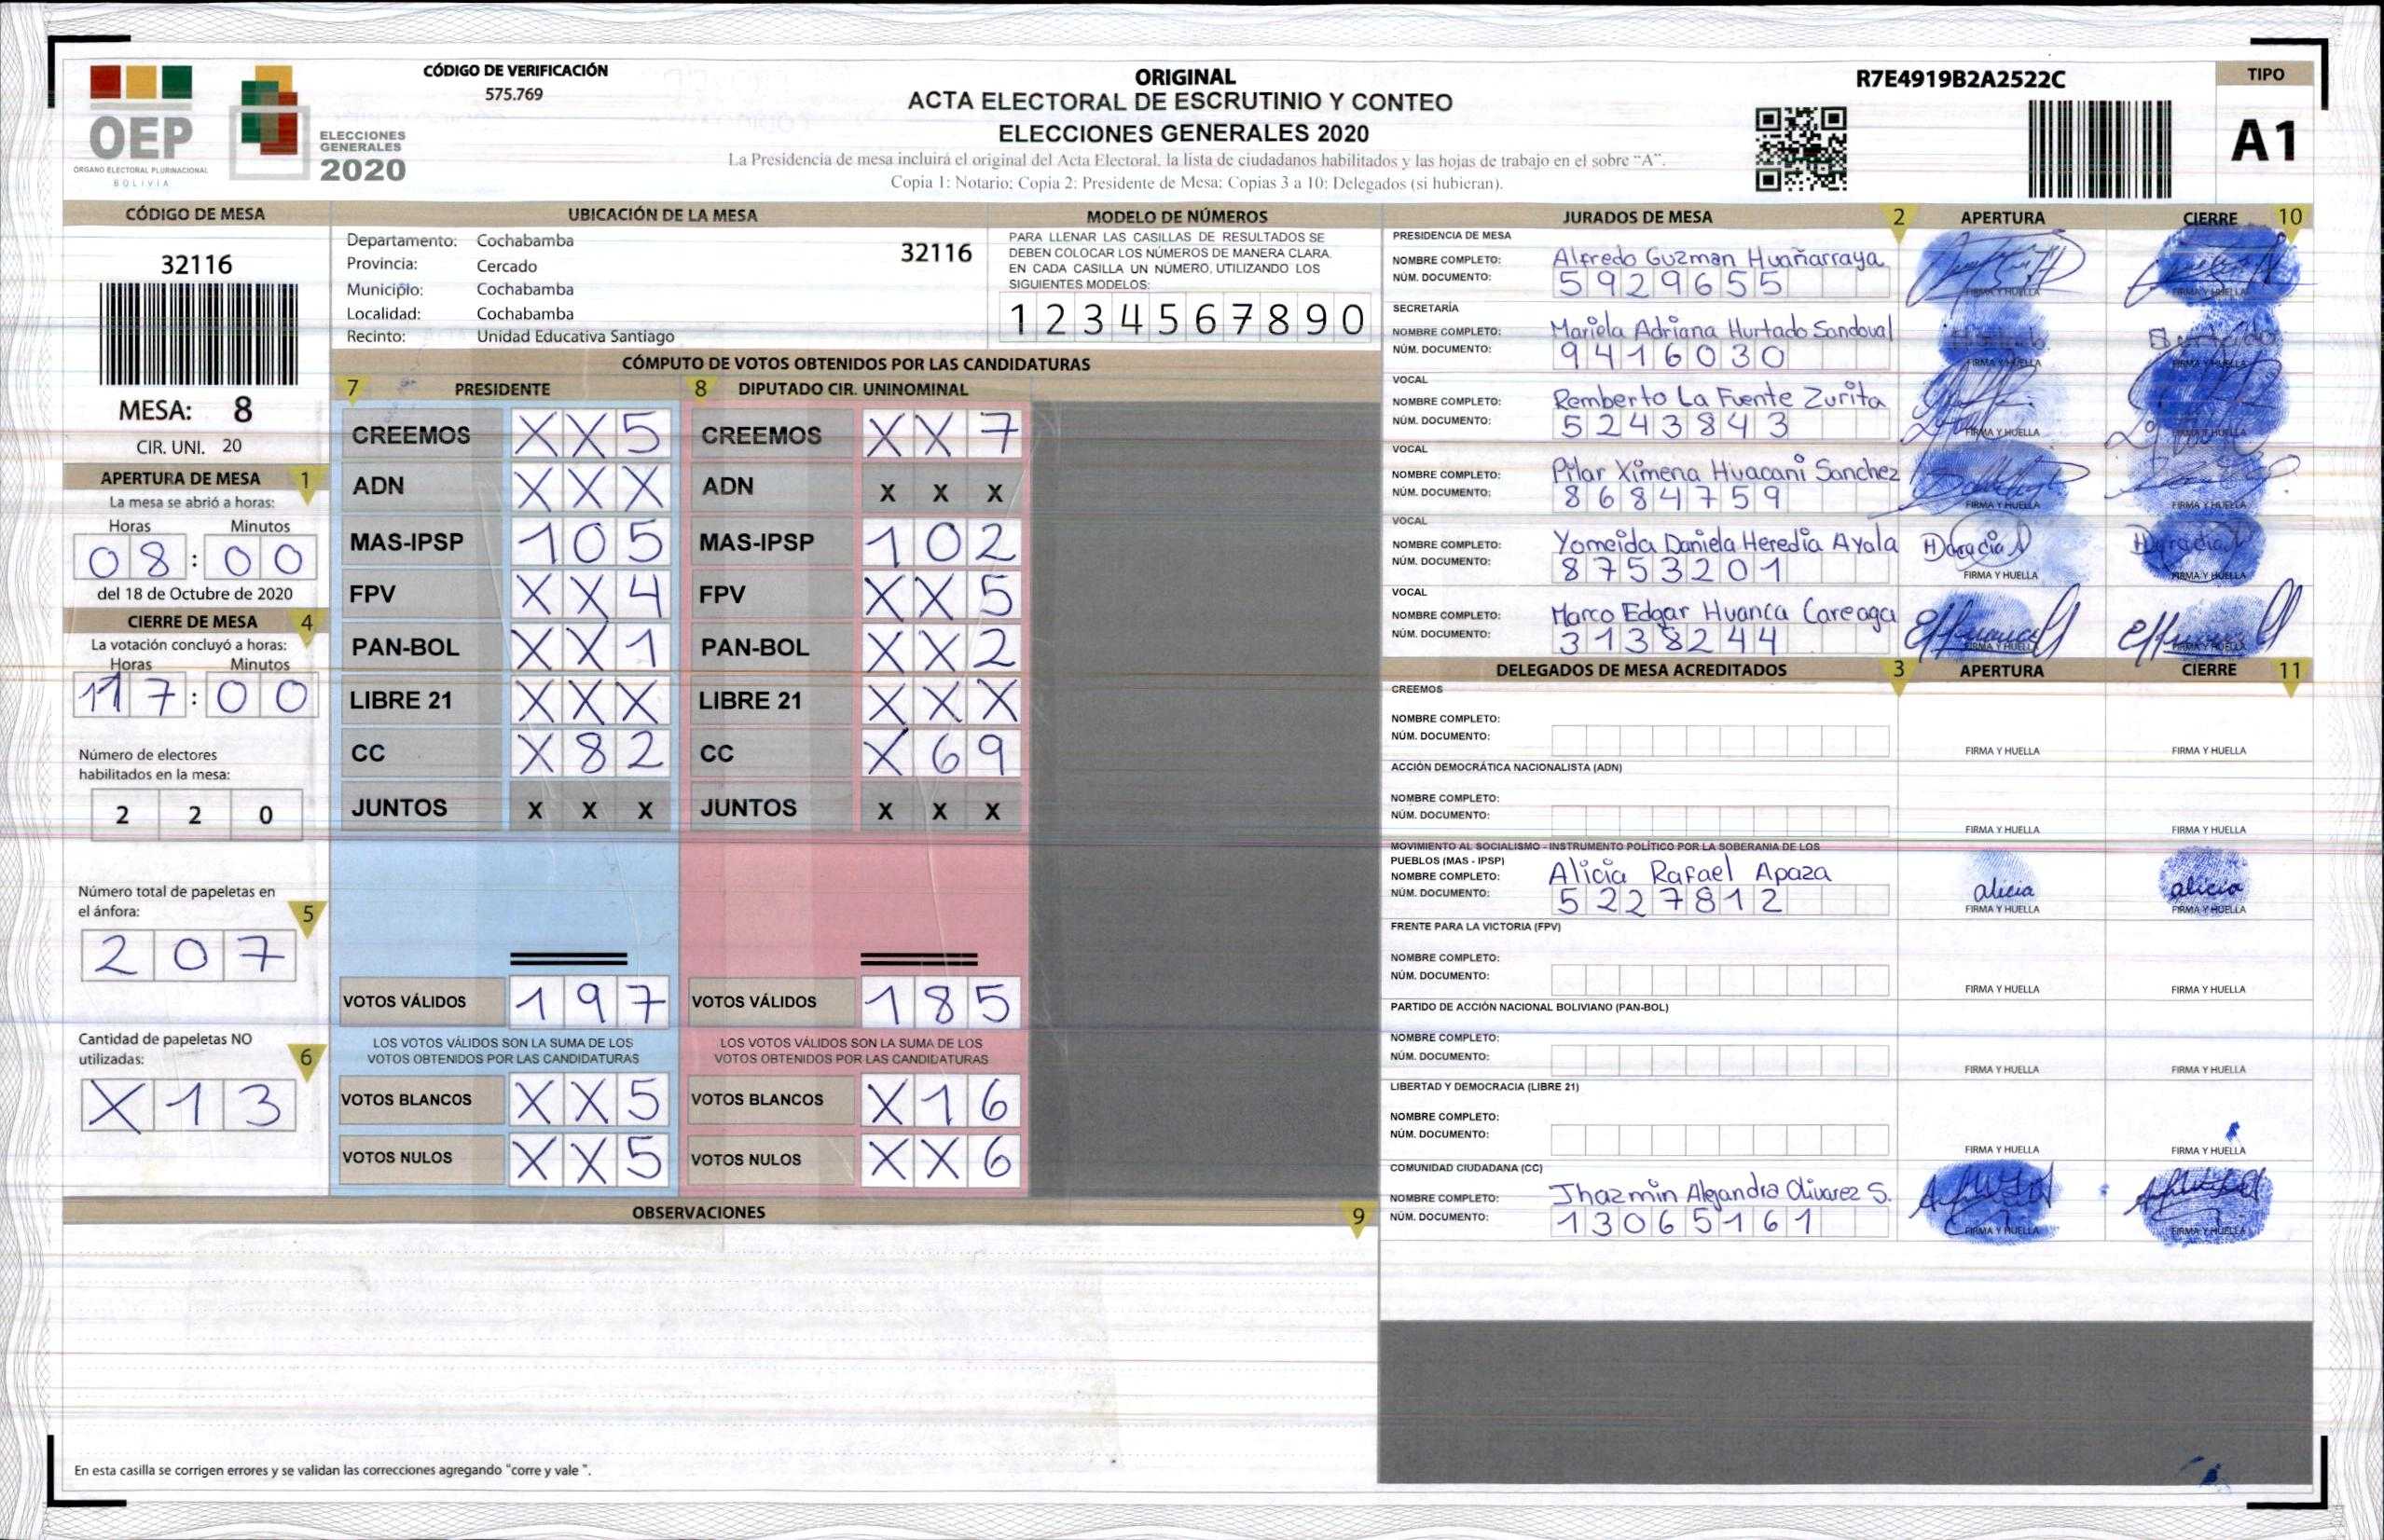 CÓDIGO DE VERIFICACIÓN
575.769
OEP
ÓRGANO ELECTORAL PLURINACIONAL
BOLIVIA
ELECCIONES
GENERALES
2020
ORIGINAL
ACTA ELECTORAL DE ESCRUTINIO Y CONTEO
ELECCIONES GENERALES 2020
La Presidencia de mesa incluirá el original del Acta Electoral, la lista de ciudadanos habilitados y las hojas de trabajo en el sobre “A”.
Copia 1: Notario; Copia 2: Presidente de Mesa; Copias 3 a 10: Delegados (si hubieran).
R7E4919B2A2522C
TIPO
A1
CÓDIGO DE MESA
32116
MESA: 8
CIR. UNI. 20
APERTURA DE MESA 1
La mesa se abrió a horas:
Horas Minutos
08:00
del 18 de Octubre de 2020
CIERRE DE MESA 4
La votación concluyó a horas:
Horas Minutos
17:00
Número de electores
habilitados en la mesa:
2 2 0
Número total de papeletas en
el ánfora:
5
2 0 7
Cantidad de papeletas NO
utilizadas:
6
X 1 3
UBICACIÓN DE LA MESA
Departamento: Cochabamba
32116
Provincia: Cercado
Municipio: Cochabamba
Localidad: Cochabamba
Recinto: Unidad Educativa Santiago
MODELO DE NÚMEROS
PARA LLENAR LAS CASILLAS DE RESULTADOS SE
DEBEN COLOCAR LOS NÚMEROS DE MANERA CLARA.
EN CADA CASILLA UN NÚMERO, UTILIZANDO LOS
SIGUIENTES MODELOS:
1 2 3 4 5 6 7 8 9 0
CÓMPUTO DE VOTOS OBTENIDOS POR LAS CANDIDATURAS
7 PRESIDENTE 8 DIPUTADO CIR. UNINOMINAL
CREEMOS X X 5 CREEMOS X X 7
ADN X X X ADN X X X
MAS-IPSP 1 0 5 MAS-IPSP 1 0 2
FPV X X 4 FPV X X 5
PAN-BOL X X 1 PAN-BOL X X 2
LIBRE 21 X X X LIBRE 21 X X X
CC X 8 2 CC X 6 9
JUNTOS X X X JUNTOS X X X
VOTOS VÁLIDOS 1 9 7 VOTOS VÁLIDOS 1 8 5
LOS VOTOS VÁLIDOS SON LA SUMA DE LOS LOS VOTOS VÁLIDOS SON LA SUMA DE LOS
VOTOS OBTENIDOS POR LAS CANDIDATURAS VOTOS OBTENIDOS POR LAS CANDIDATURAS
VOTOS BLANCOS X X 5 VOTOS BLANCOS X 1 6
VOTOS NULOS X X 5 VOTOS NULOS X X 6
OBSERVACIONES 9
En esta casilla se corrigen errores y se validan las correcciones agregando "corre y vale ".
JURADOS DE MESA 2 APERTURA CIERRE 10
PRESIDENCIA DE MESA
NOMBRE COMPLETO: Alfredo Guzman Huañarraya
NÚM. DOCUMENTO: 5929655
FIRMA Y HUELLA FIRMA Y HUELLA
SECRETARÍA
NOMBRE COMPLETO: Mariela Adriana Hurtado Sandoval
NÚM. DOCUMENTO: 9416030
FIRMA Y HUELLA FIRMA Y HUELLA
VOCAL
NOMBRE COMPLETO: Remberto La Fuente Zurita
NÚM. DOCUMENTO: 5243843
FIRMA Y HUELLA FIRMA Y HUELLA
VOCAL
NOMBRE COMPLETO: Pilar Ximena Huacani Sanchez
NÚM. DOCUMENTO: 8684759
FIRMA Y HUELLA FIRMA Y HUELLA
VOCAL
NOMBRE COMPLETO: Yomeida Daniela Heredia Ayala
NÚM. DOCUMENTO: 8753201
FIRMA Y HUELLA FIRMA Y HUELLA
VOCAL
NOMBRE COMPLETO: Marco Edgar Huanca Careaga
NÚM. DOCUMENTO: 3138244
FIRMA Y HUELLA FIRMA Y HUELLA
DELEGADOS DE MESA ACREDITADOS 3 APERTURA CIERRE 11
CREEMOS
NOMBRE COMPLETO:
NÚM. DOCUMENTO:
FIRMA Y HUELLA FIRMA Y HUELLA
ACCIÓN DEMOCRÁTICA NACIONALISTA (ADN)
NOMBRE COMPLETO:
NÚM. DOCUMENTO:
FIRMA Y HUELLA FIRMA Y HUELLA
MOVIMIENTO AL SOCIALISMO - INSTRUMENTO POLÍTICO POR LA SOBERANIA DE LOS
PUEBLOS (MAS - IPSP)
NOMBRE COMPLETO: Alicia Rafael Apaza
NÚM. DOCUMENTO: 5227812
alicia alicia
FIRMA Y HUELLA FIRMA Y HUELLA
FRENTE PARA LA VICTORIA (FPV)
NOMBRE COMPLETO:
NÚM. DOCUMENTO:
FIRMA Y HUELLA FIRMA Y HUELLA
PARTIDO DE ACCIÓN NACIONAL BOLIVIANO (PAN-BOL)
NOMBRE COMPLETO:
NÚM. DOCUMENTO:
FIRMA Y HUELLA FIRMA Y HUELLA
LIBERTAD Y DEMOCRACIA (LIBRE 21)
NOMBRE COMPLETO:
NÚM. DOCUMENTO:
FIRMA Y HUELLA FIRMA Y HUELLA
COMUNIDAD CIUDADANA (CC)
NOMBRE COMPLETO: Jhazmin Alejandra Olivarez S.
NÚM. DOCUMENTO: 13065161
FIRMA Y HUELLA FIRMA Y HUELLA